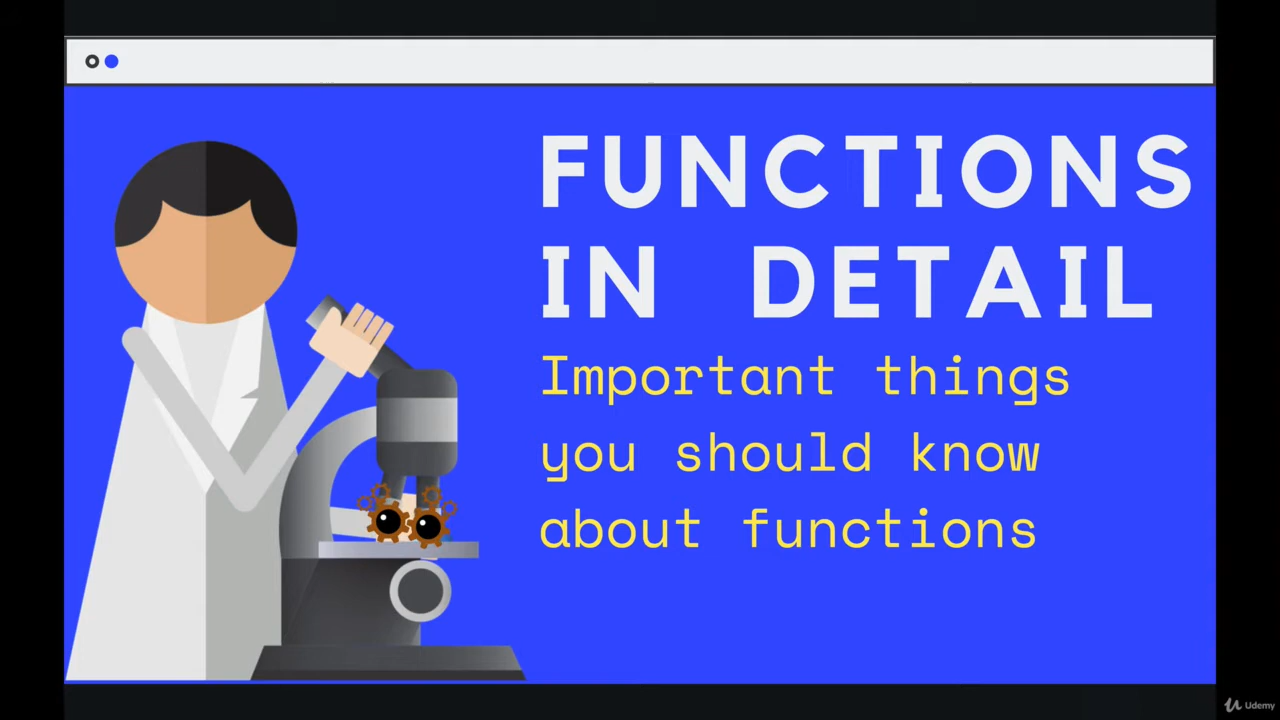 FUNCTIONS
IN DETAIL
Important things
you should know
about functions
Udemy